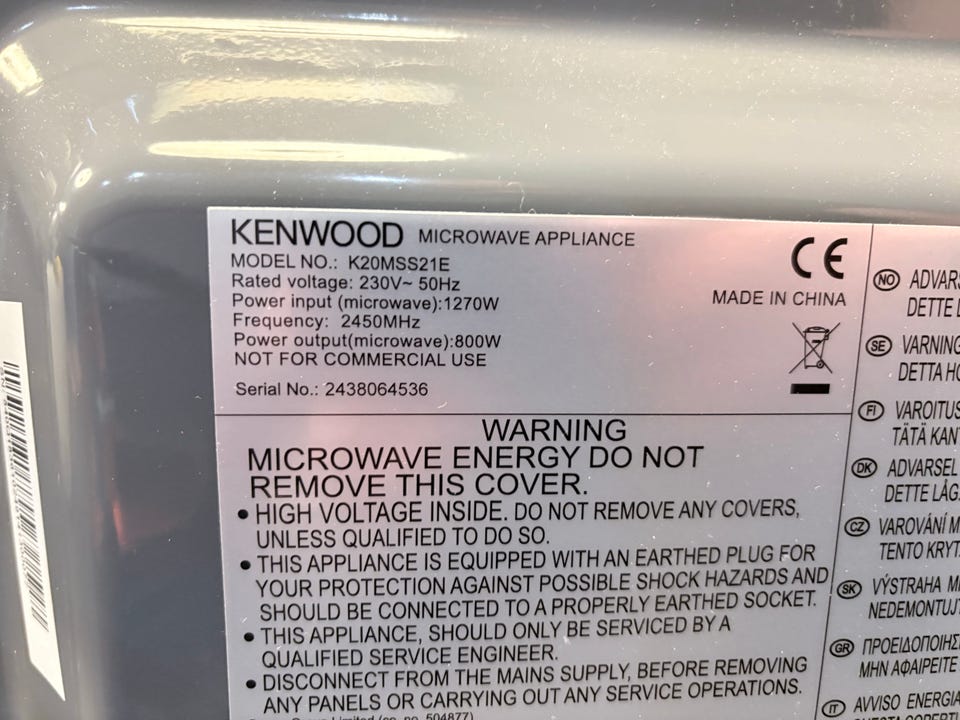 KENWOOD MICROWAVE APPLIANCE
MODEL NO.: K20MSS21E
Rated voltage: 230V~ 50Hz
Power input (microwave):1270W
Frequency: 2450MHz
Power output(microwave):800W
NOT FOR COMMERCIAL USE
Serial No.: 2438064536
CE
MADE IN CHINA
WARNING
MICROWAVE ENERGY DO NOT
REMOVE THIS COVER.
• HIGH VOLTAGE INSIDE. DO NOT REMOVE ANY COVERS,
UNLESS QUALIFIED TO DO SO.
• THIS APPLIANCE IS EQUIPPED WITH AN EARTHED PLUG FOR
YOUR PROTECTION AGAINST POSSIBLE SHOCK HAZARDS AND
SHOULD BE CONNECTED TO A PROPERLY EARTHED SOCKET.
• THIS APPLIANCE, SHOULD ONLY BE SERVICED BY A
QUALIFIED SERVICE ENGINEER.
• DISCONNECT FROM THE MAINS SUPPLY, BEFORE REMOVING
ANY PANELS OR CARRYING OUT ANY SERVICE OPERATIONS.
Limited (co. no. 504877)
NO ADVARS
DETTE
SE VARNING
DETTA
FI VAROITUS
TÄTÄ KAN
DK ADVARSEL
DETTE LÅG
CZ VAROVÁNÍ M
TENTO KRYT
SK VÝSTRAHA
NEDEMONTUJT
GR ΠΡΟΕΙΔΟΠΟΙΗΣ
ΜΗΝ ΑΦΑΙΡΕΙΤΕ
IT AVVISO ENERGIA